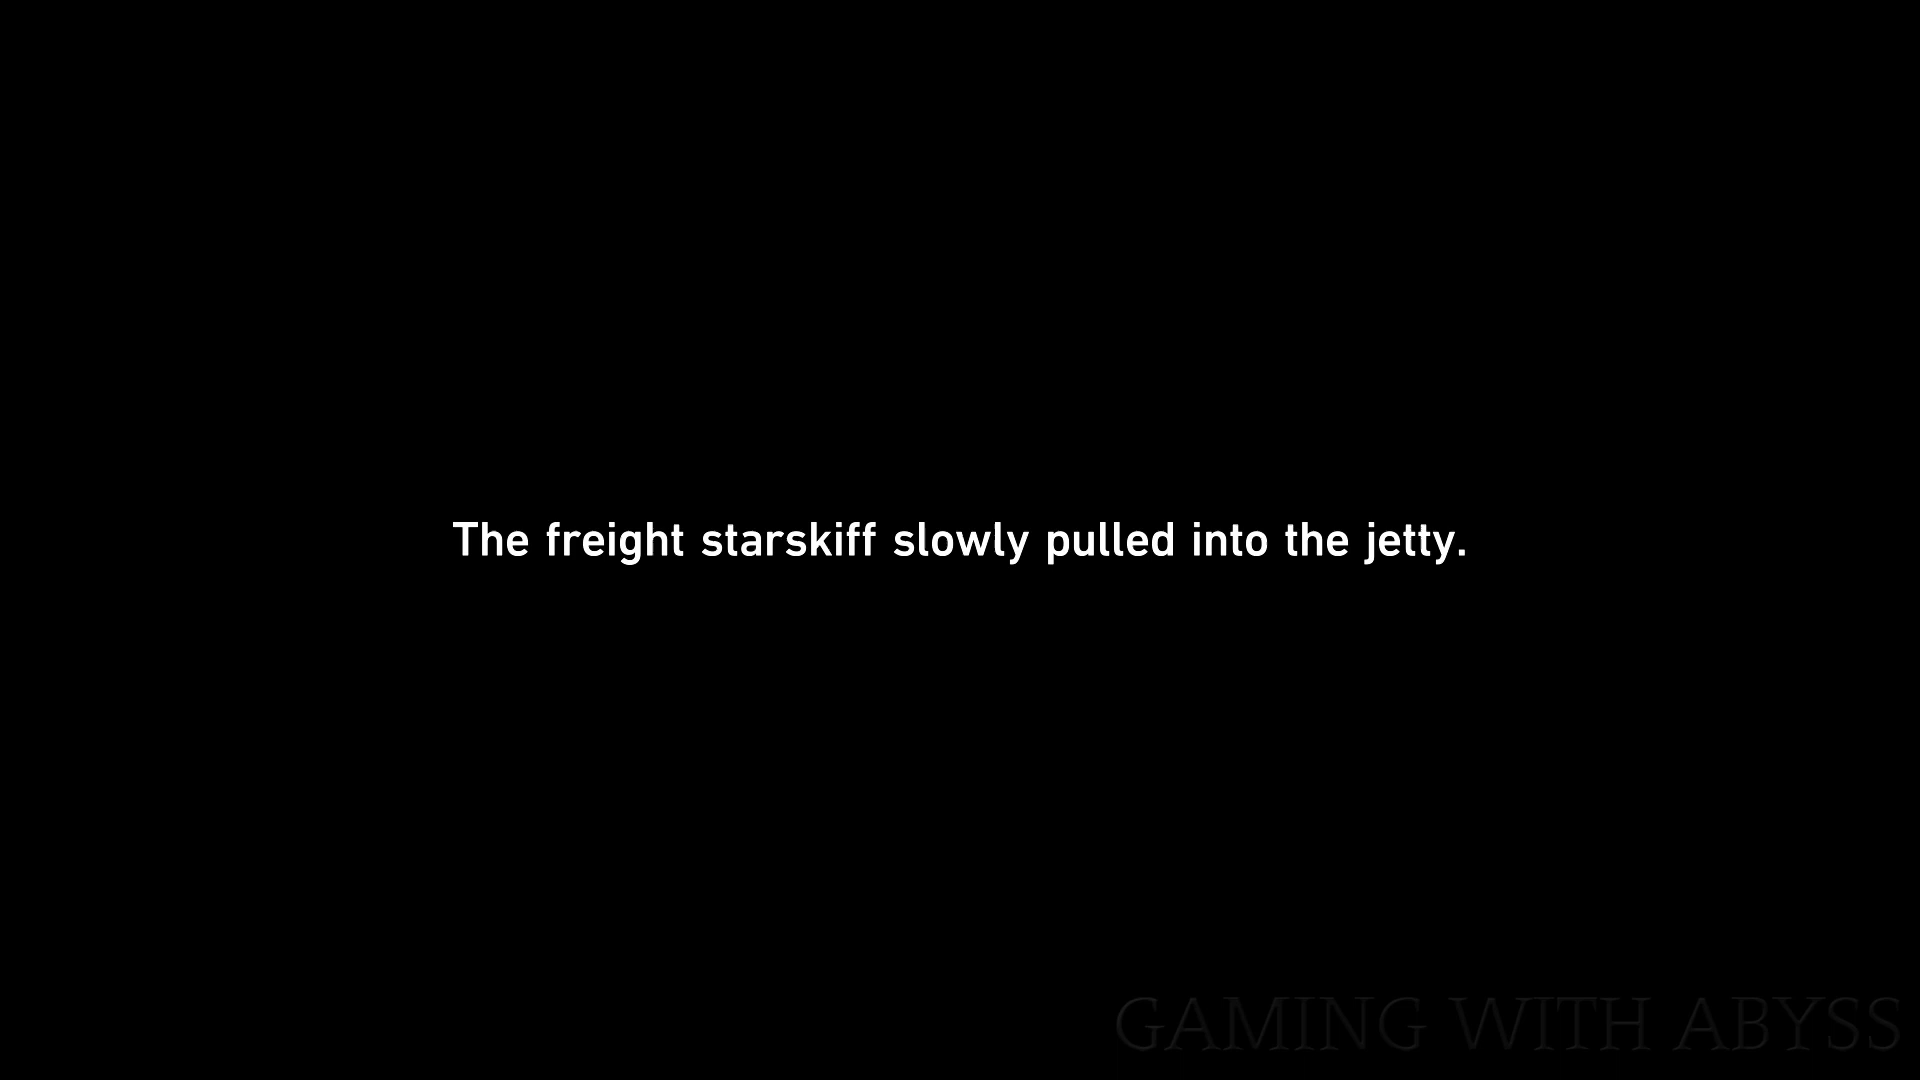 The freight starskiff slowly pulled into the jetty.
GAMING WITH ABYSS